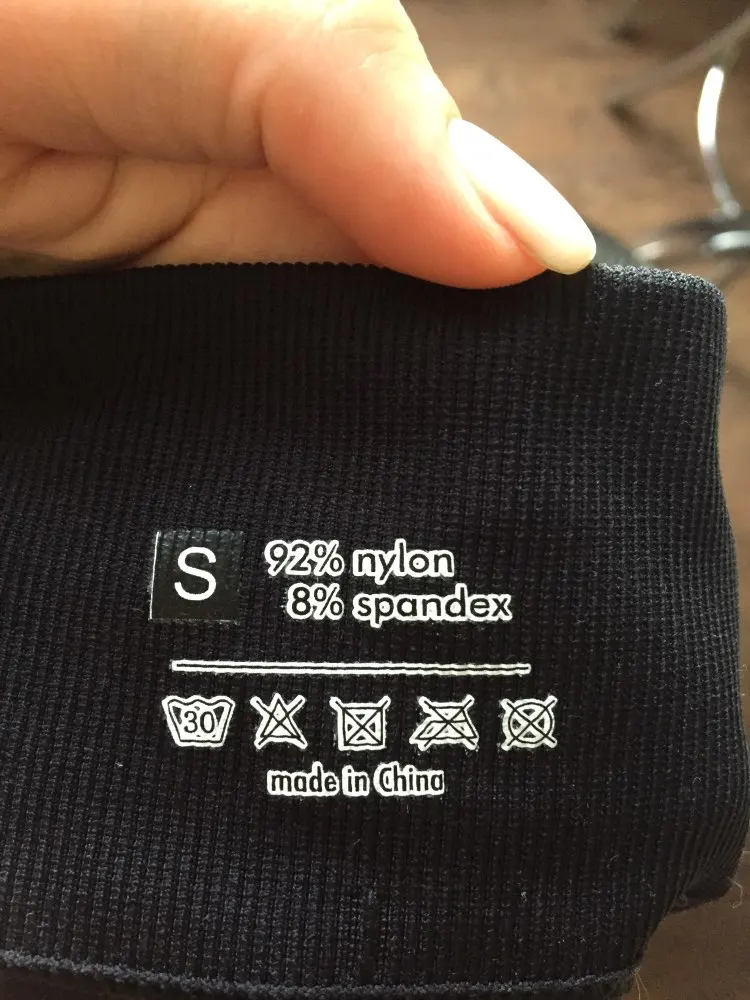 S
92% nylon
8% spandex
30
made in China